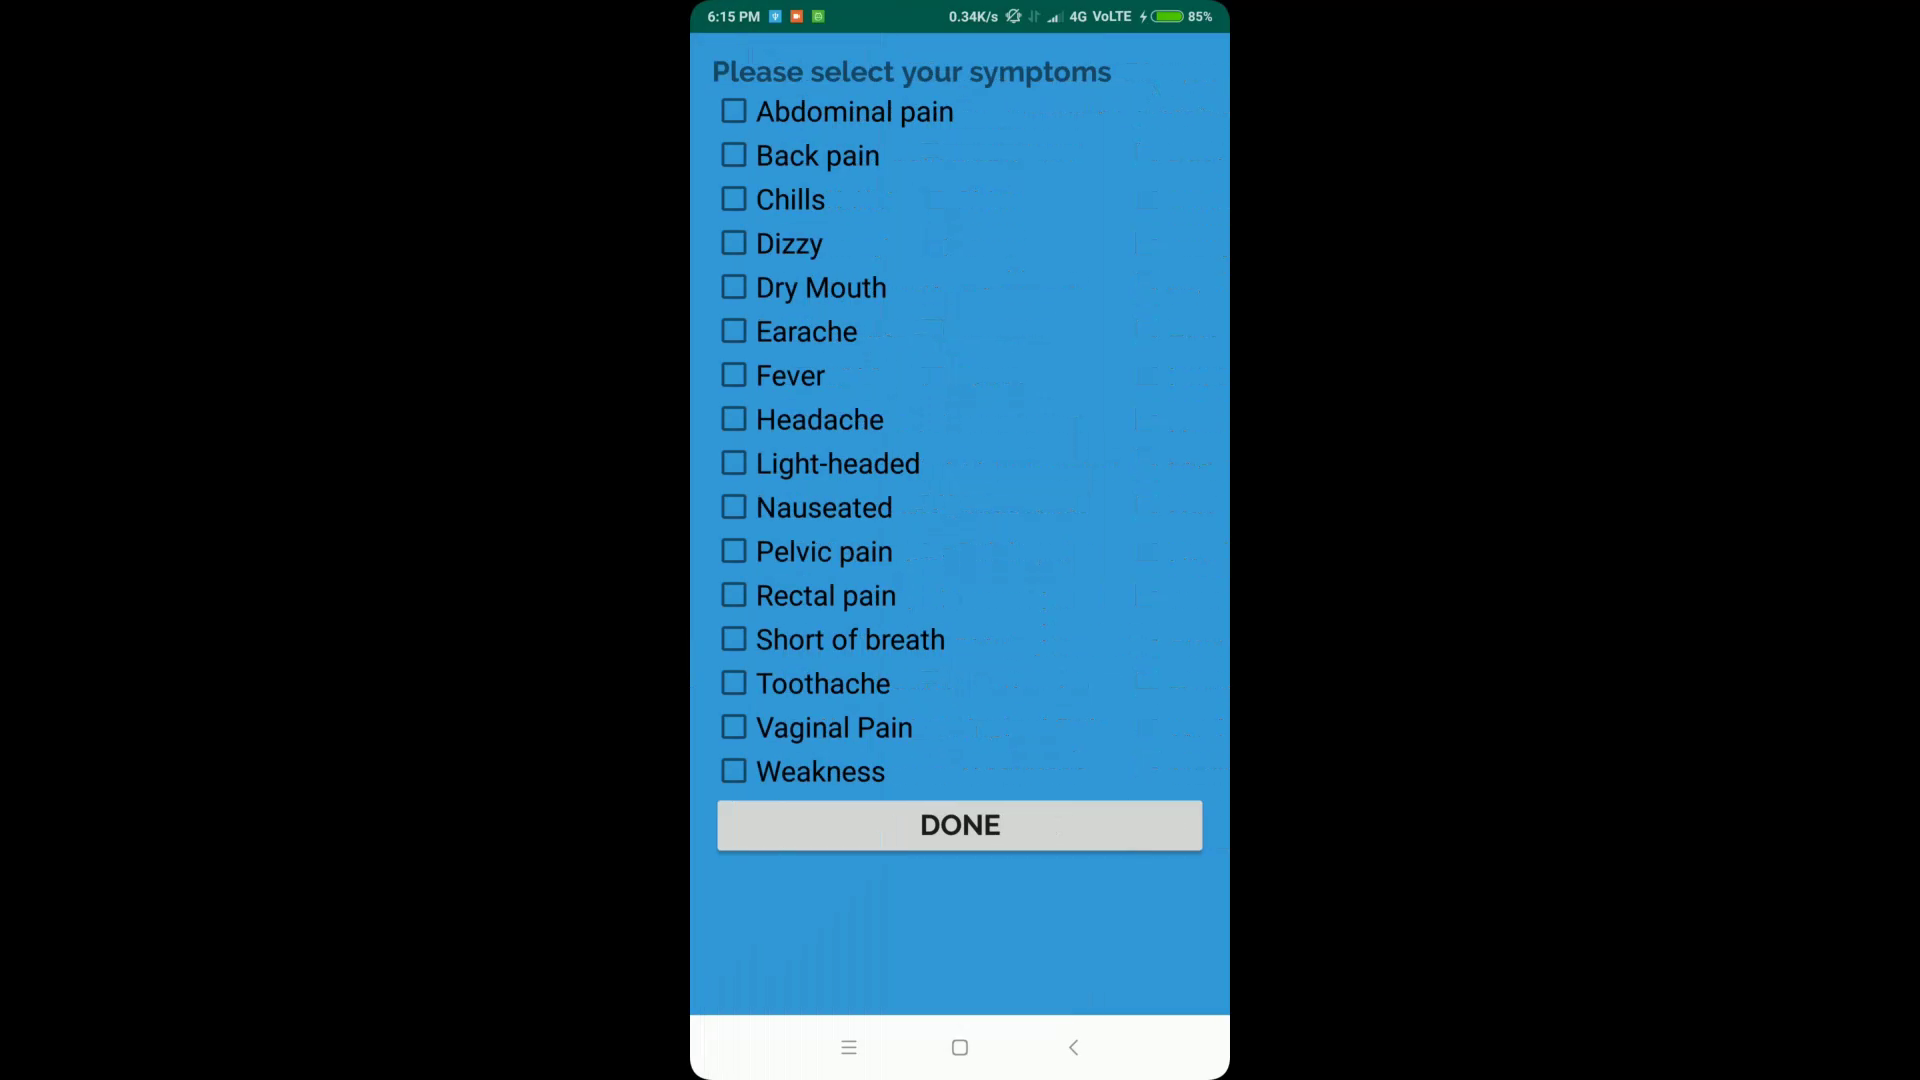 6:15 PM 0.34K/s 4G VoLTE 85%
Please select your symptoms
Abdominal pain
Back pain
Chills
Dizzy
Dry Mouth
Earache
Fever
Headache
Light-headed
Nauseated
Pelvic pain
Rectal pain
Short of breath
Toothache
Vaginal Pain
Weakness
DONE